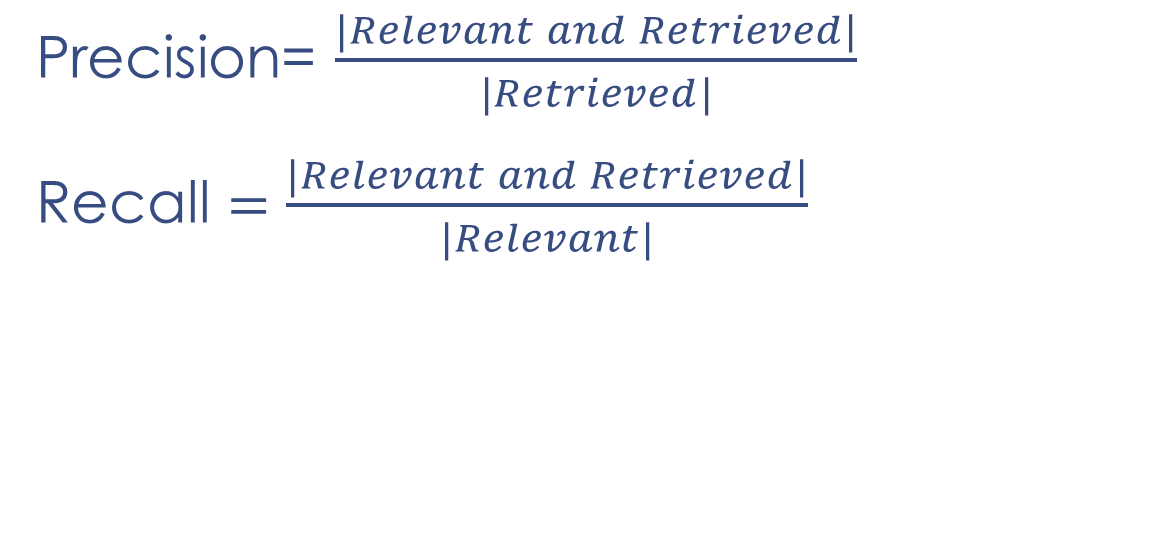 Precision= |Relevant and Retrieved|
|Retrieved|
Recall = |Relevant and Retrieved|
|Relevant|